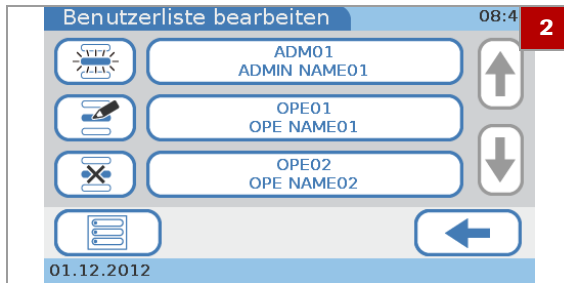 Benutzerliste bearbeiten 08:4
2
ADM01
ADMIN NAME01
OPE01
OPE NAME01
OPE02
OPE NAME02
01.12.2012